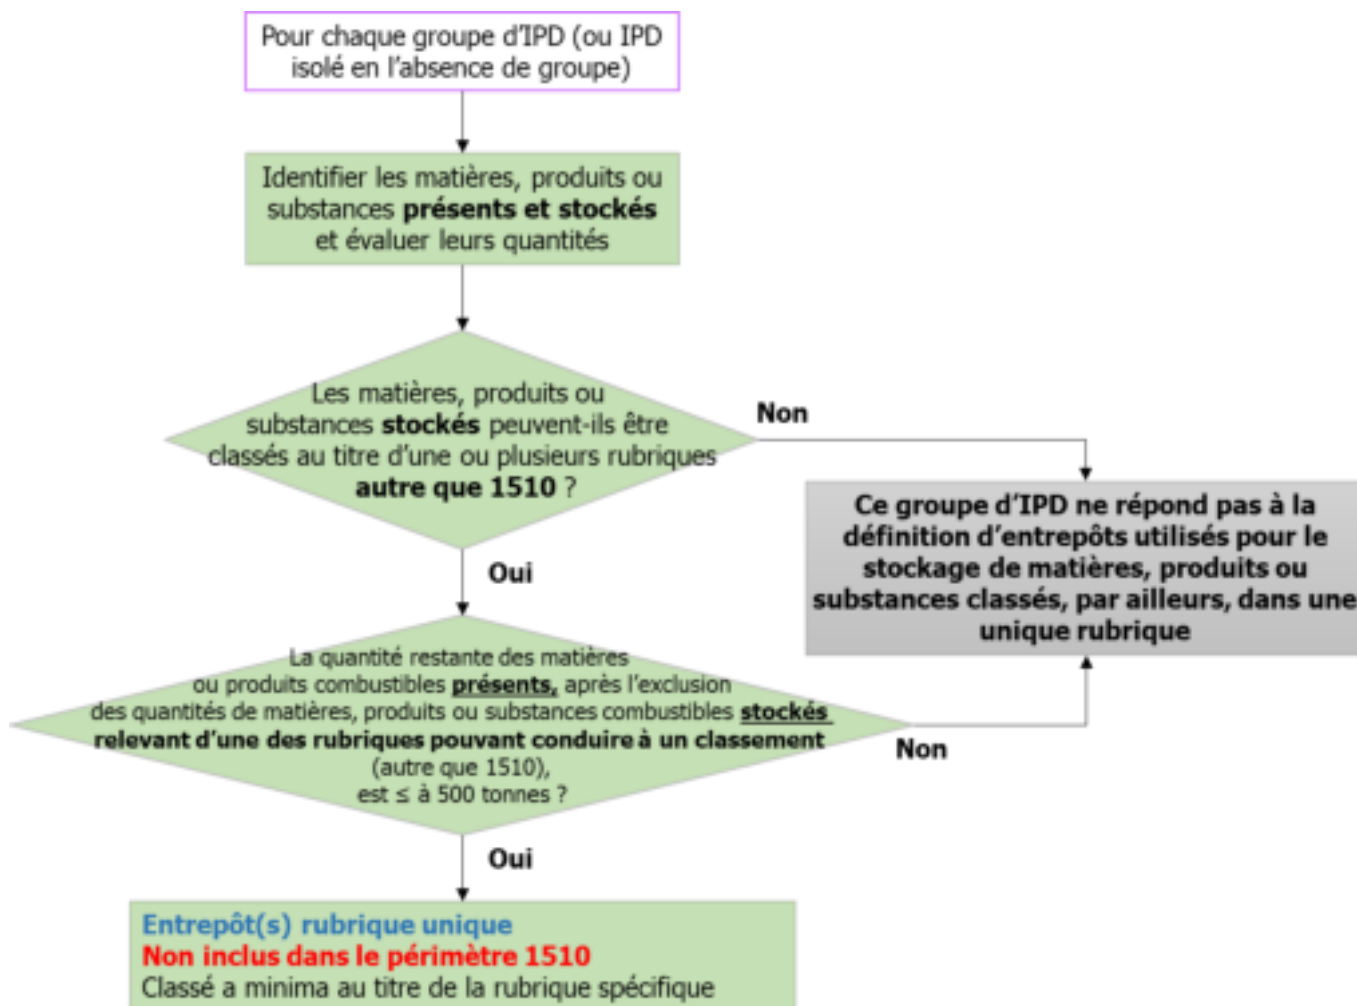 Pour chaque groupe d'IPD (ou IPD
isolé en l'absence de groupe)
Identifier les matières, produits ou
substances présents et stockés
et évaluer leurs quantités
Les matières, produits ou
substances stockés peuvent-ils être
classés au titre d'une ou plusieurs rubriques
autre que 1510 ?
Non
Ce groupe d'IPD ne répond pas à la
définition d'entrepôts utilisés pour le
stockage de matières, produits ou
substances classés, par ailleurs, dans une
unique rubrique
Oui
La quantité restante des matières
ou produits combustibles présents, après l'exclusion
des quantités de matières, produits ou substances combustibles stockés
relevant d'une des rubriques pouvant conduire à un classement
(autre que 1510),
est ≤ à 500 tonnes ?
Non
Oui
Entrepôt(s) rubrique unique
Non inclus dans le périmètre 1510
Classé a minima au titre de la rubrique spécifique